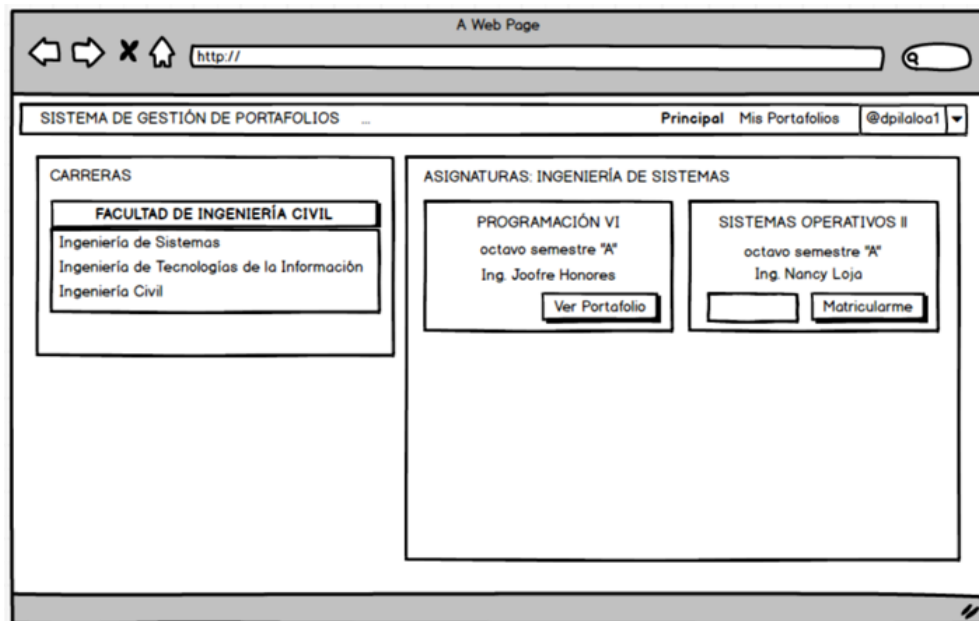 A Web Page
http://
SISTEMA DE GESTIÓN DE PORTAFOLIOS ... Principal Mis Portafolios @dpilaloa1
CARRERAS
FACULTAD DE INGENIERÍA CIVIL
Ingeniería de Sistemas
Ingeniería de Tecnologías de la Información
Ingeniería Civil
ASIGNATURAS: INGENIERÍA DE SISTEMAS
PROGRAMACIÓN VI
octavo semestre "A"
Ing. Joofre Honores
Ver Portafolio
SISTEMAS OPERATIVOS II
octavo semestre "A"
Ing. Nancy Loja
Matricularme